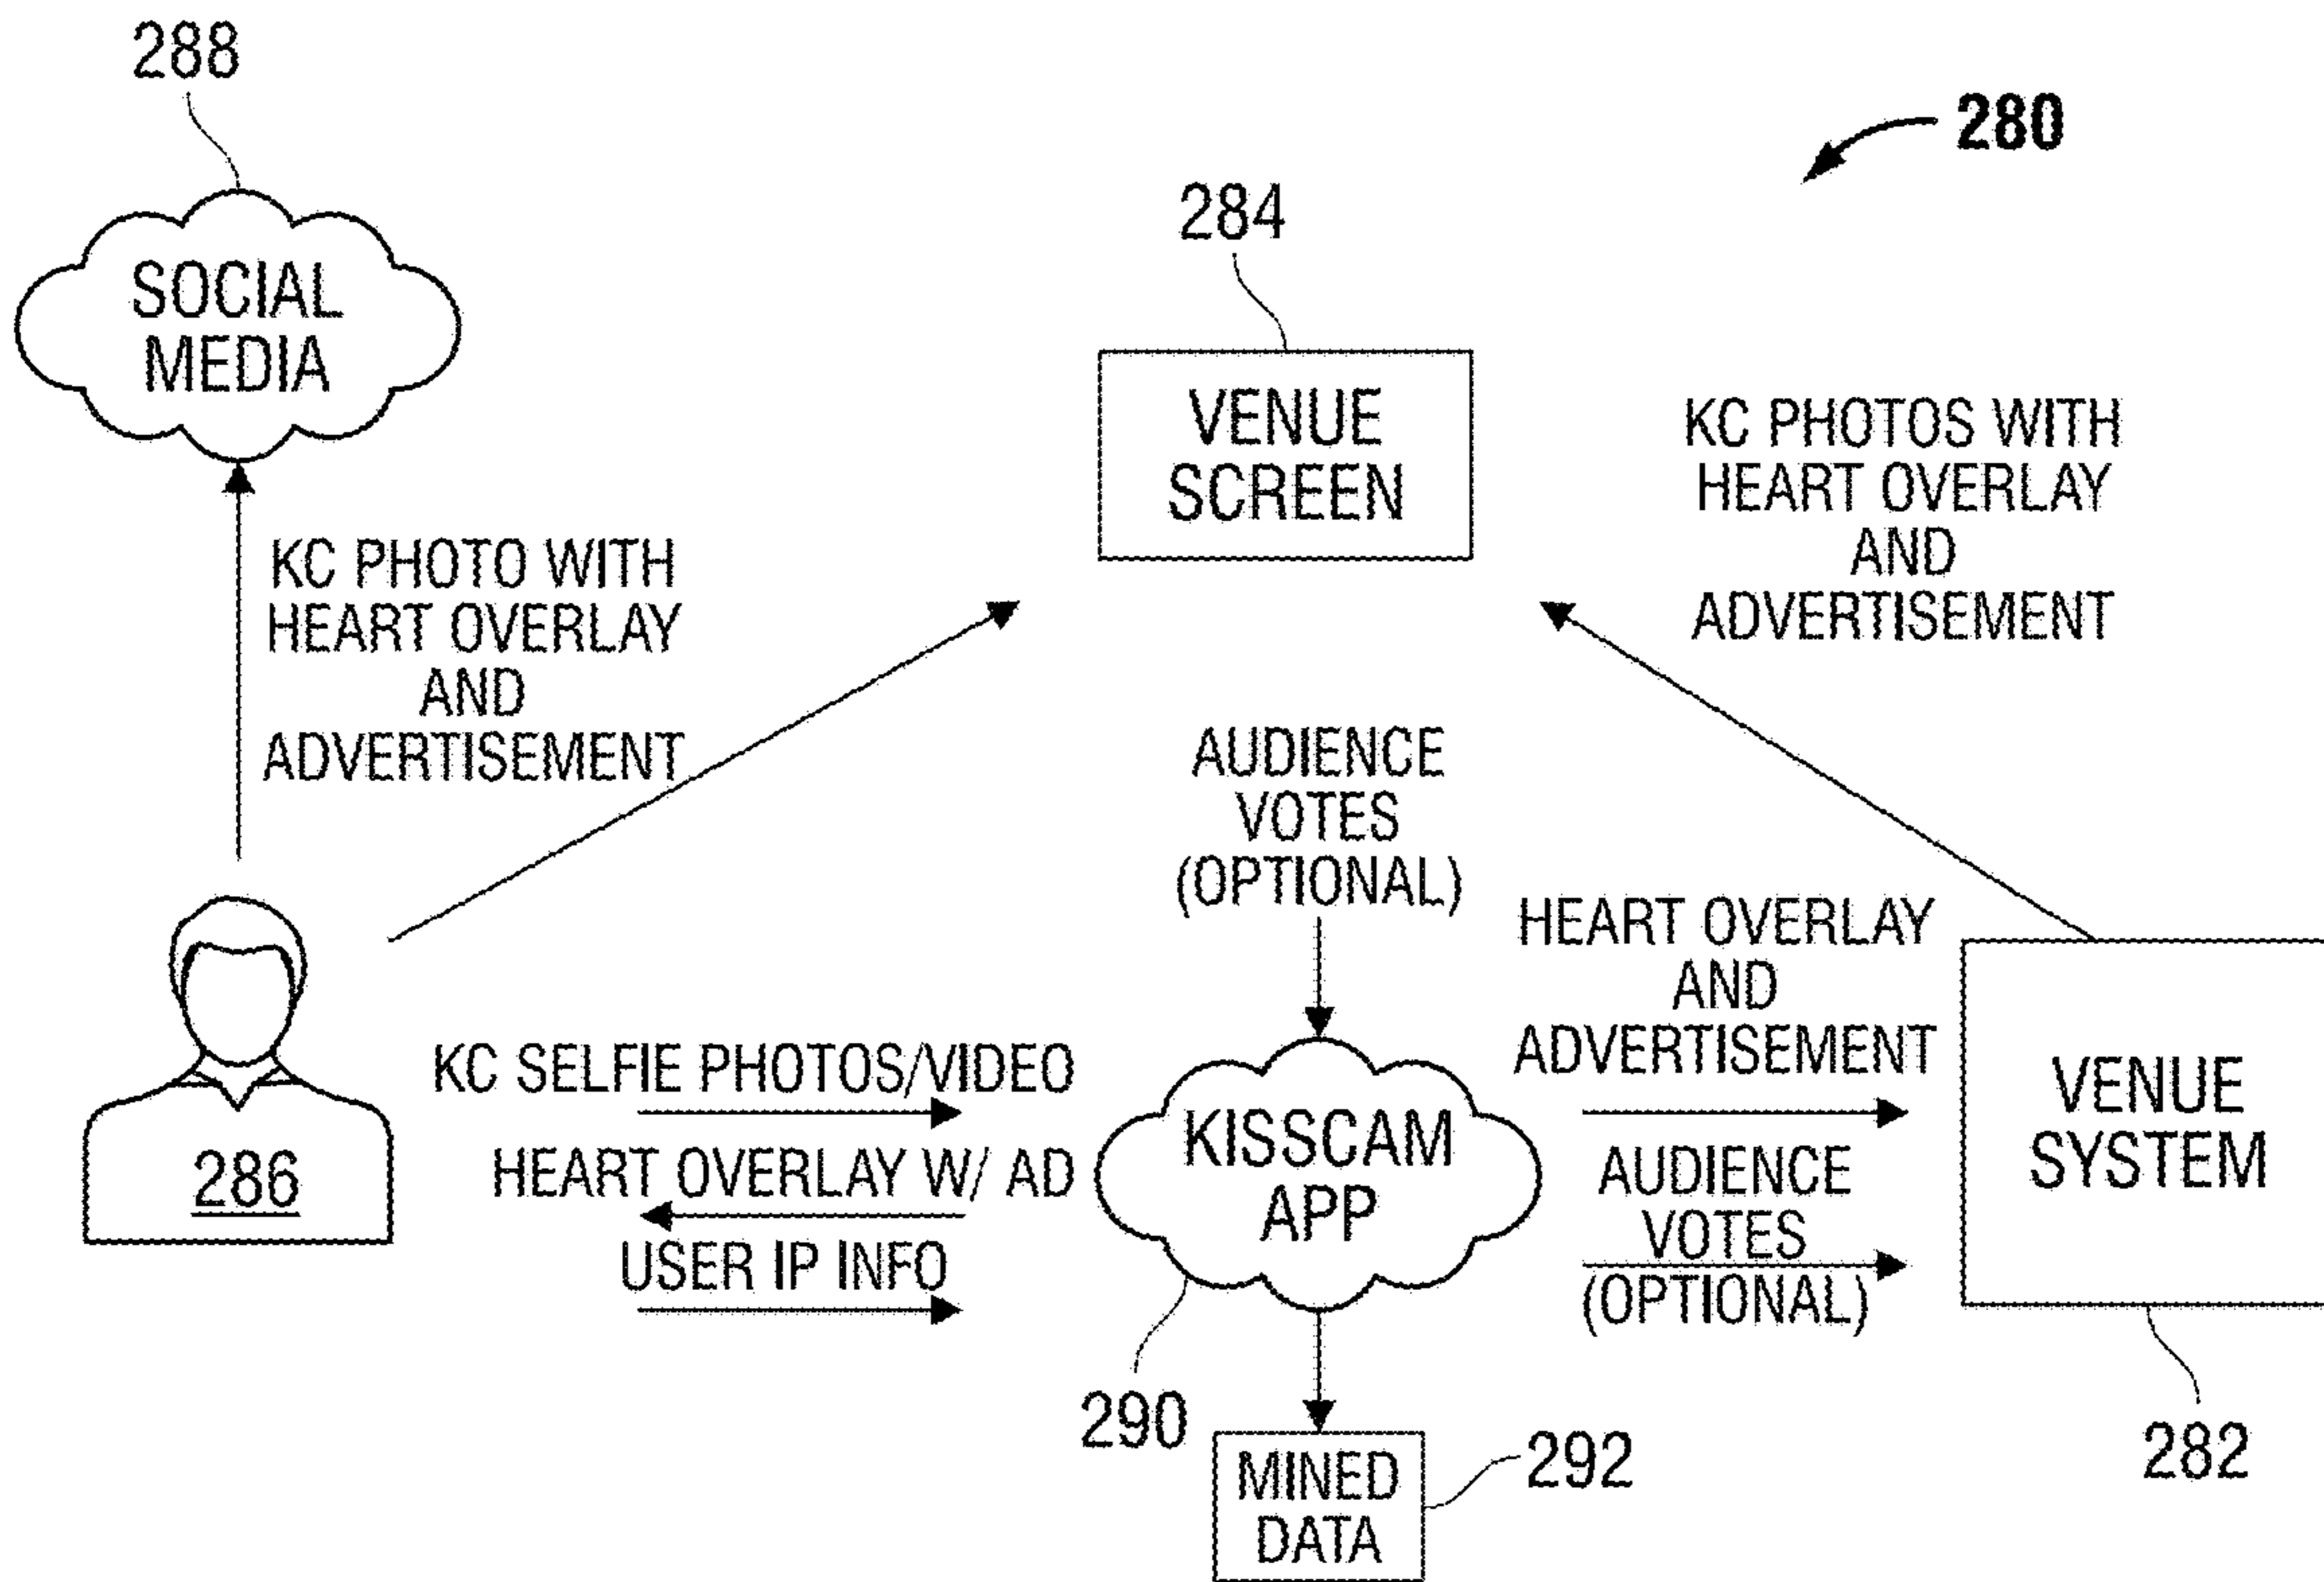 288
280
284
SOCIAL
MEDIA
VENUE
SCREEN
KC PHOTOS WITH
HEART OVERLAY
AND
ADVERTISEMENT
KC PHOTO WITH
HEART OVERLAY
AND
ADVERTISEMENT
AUDIENCE
VOTES
(OPTIONAL)
HEART OVERLAY
AND
ADVERTISEMENT
286
KC SELFIE PHOTOS/VIDEO
HEART OVERLAY W/ AD
USER IP INFO
KISSCAM
APP
AUDIENCE
VOTES
(OPTIONAL)
VENUE
SYSTEM
290
282
MINED
DATA
292